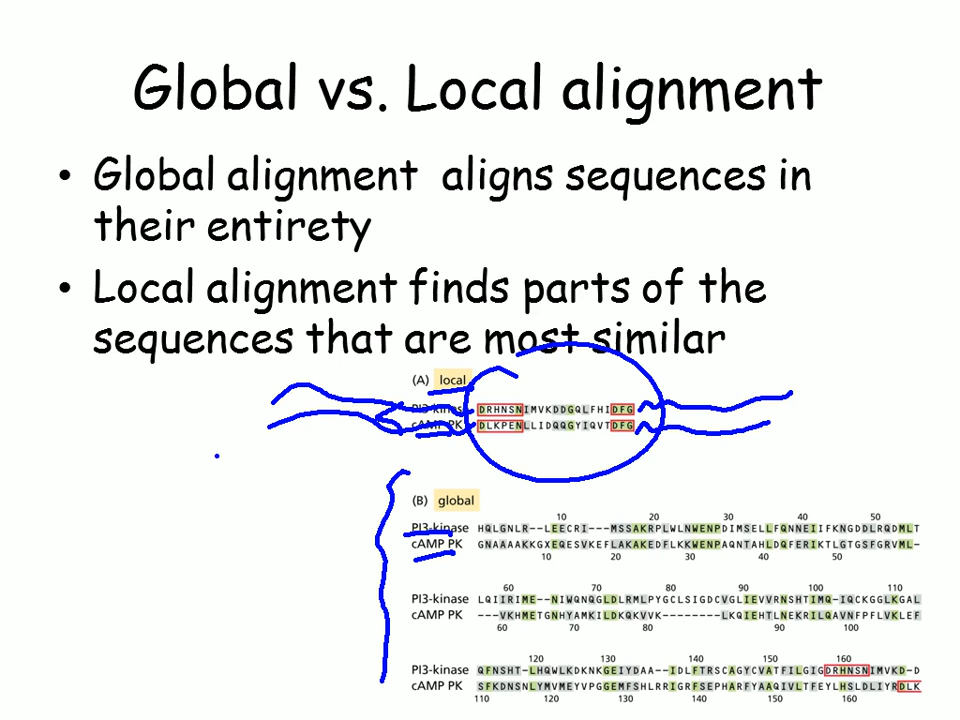 Global vs. Local alignment
• Global alignment aligns sequences in
their entirety
• Local alignment finds parts of the
sequences that are most similar
(A) local
PI3-kinase DRHNSNIMVKDDGQLFHIDFG
cAMP PK DLKPENLLIDQQGYIQVTDFG
(B) global
10 20 30 40 50
PI3-kinase HQLGNLR--LEECRI---MSSAKRPLWLNWENPDIMSELLFQNNEIIFKNGDDLRQDMLT
cAMP PK GNAAAAKKGXEQESVKEFLAKAKEDFLKKWENPAQNTAHLDQFERIKTLGTGSFGRVML-
10 20 30 40 50
60 70 80 90 100 110
PI3-kinase LQIIRIME--NIWQNQGLDLRMLPYGCLSIGDCVGLIEVVRNSHTIMQ-IQCKGGLKGAL
cAMP PK ---VKHMETGNHYAMKILDKQKVVK--------LKQIEHTLNEKRILQAVNFPFLVKLEF
60 70 80 90 100
120 130 140 150 160
PI3-kinase QFNSHT-LHQWLKDKNKGEIYDAA--IDLFTRSCAGYCVATFILGIGDRHNSNIMVKD-D
cAMP PK SFKDNSNLYMVMEYVPGGEMFSHLRRIGRFSEPHARFYAAQIVLTFEYLHSLDLIYRDLK
110 120 130 140 150 160